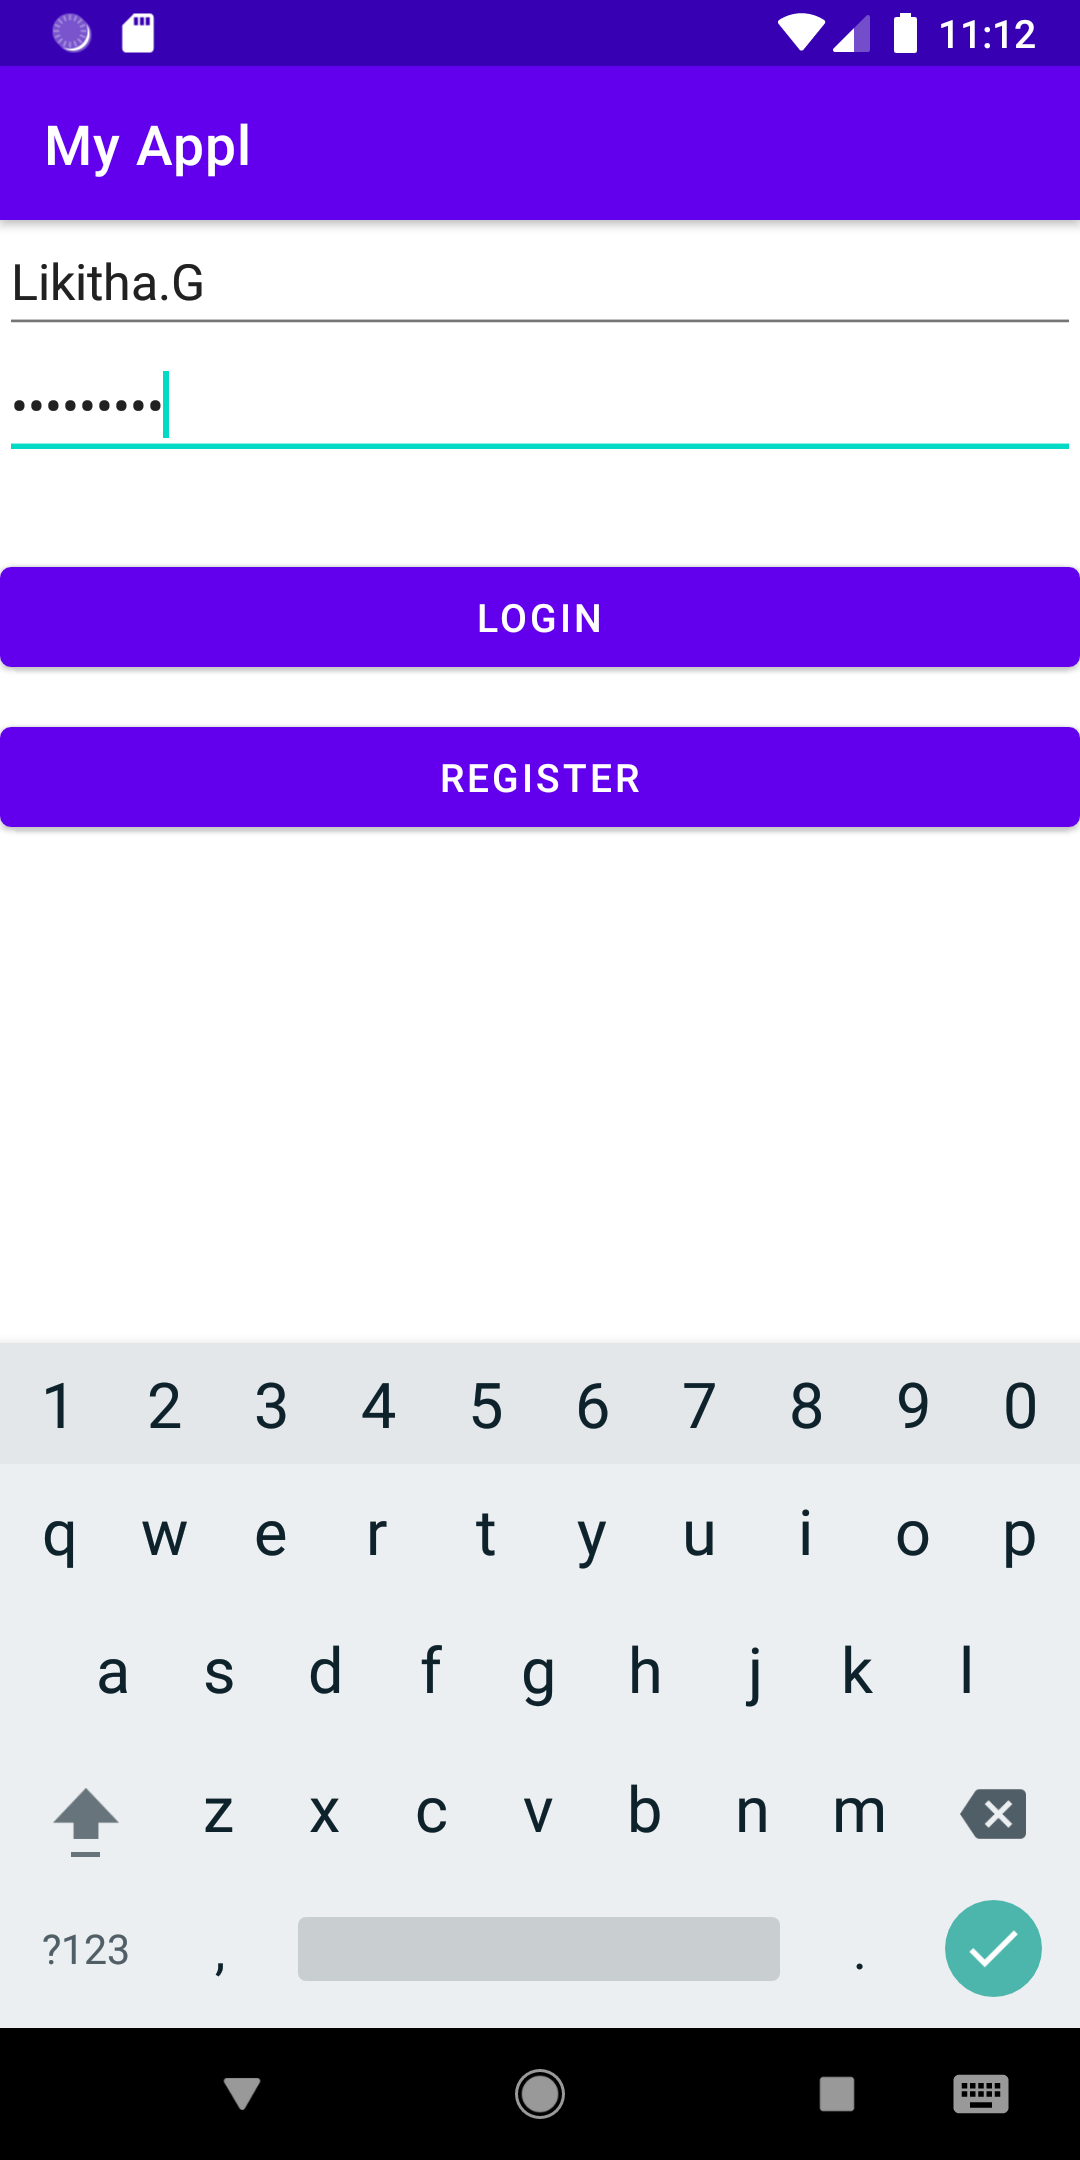 11:12
My Appl
Likitha.G
•••••••••
LOGIN
REGISTER
1 2 3 4 5 6 7 8 9 0
q w e r t y u i o p
a s d f g h j k l
z x c v b n m
?123 , .